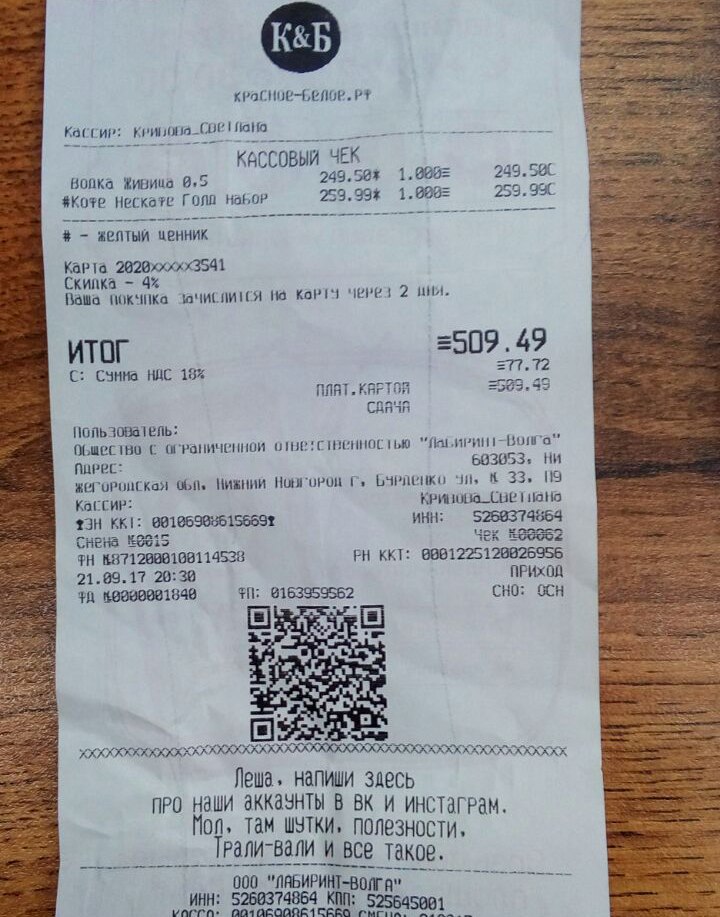 К&Б
красное-белое.рф
Кассир: Кривова_Светлана
КАССОВЫЙ ЧЕК
Водка Живица 0,5 249.50* 1.000= 249.50С
#Кофе Нескафе Голд набор 259.99* 1.000= 259.99С
# - желтый ценник
Карта 2020xxxxx3541
Скидка - 4%
Ваша покупка зачислится на карту через 2 дня.
ИТОГ ≡509.49
С: Сумма НДС 18% ≡77.72
ПЛАТ.КАРТОЙ ≡509.49
СДАЧА
Пользователь:
Общество с ограниченной ответственностью "Лабиринт-Волга"
Адрес: 603053, Ни
жегородская обл, Нижний Новгород г, Бурденко ул, № 33, П9
Кассир: Кривова_Светлана
ЗН ККТ: 00106908615669 ИНН: 5260374864
Смена №0015 Чек №00062
ФН №8712000100114538 РН ККТ: 0001225120026956
21.09.17 20:30 ПРИХОД
ФД №0000001840 ФП: 0163959562 СНО: ОСН
Леша, напиши здесь
про наши аккаунты в вк и инстаграм.
Мол, там шутки, полезности,
Трали-вали и все такое.
ООО "ЛАБИРИНТ-ВОЛГА"
ИНН: 5260374864 КПП: 525645001
КАССА: 00106908615669